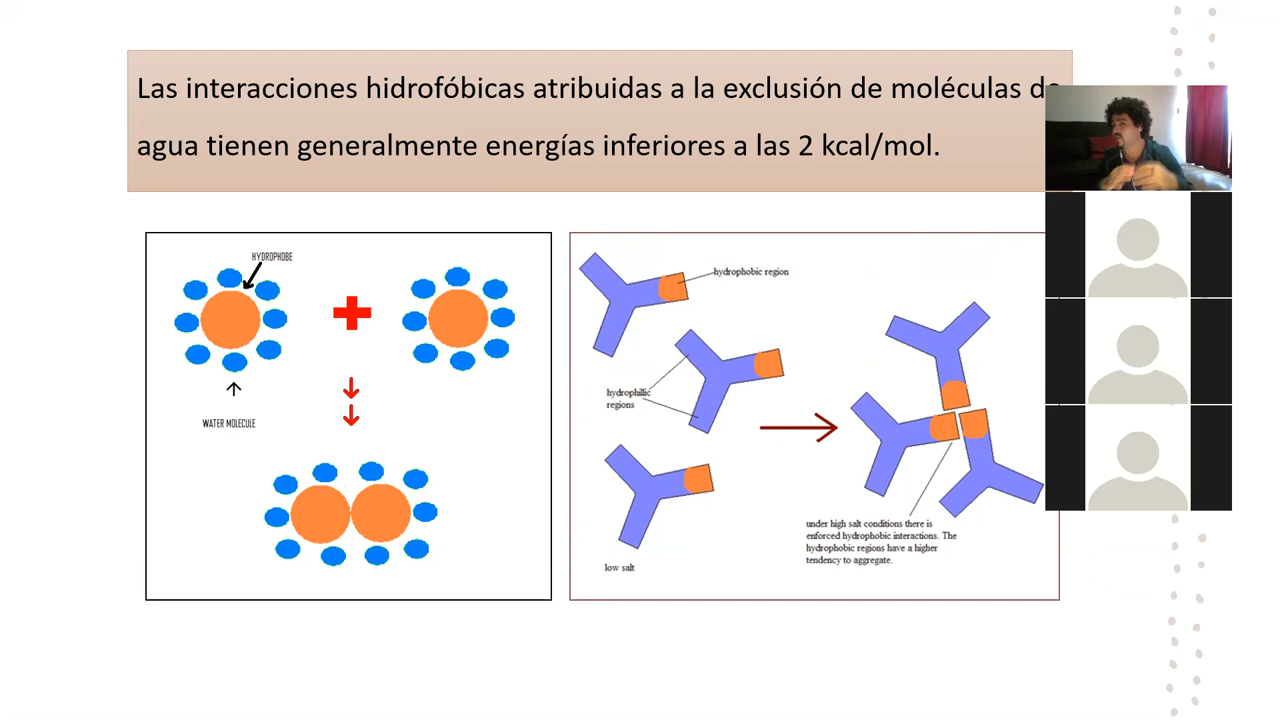 Las interacciones hidrofóbicas atribuidas a la exclusión de moléculas de
agua tienen generalmente energías inferiores a las 2 kcal/mol.
HYDROPHOBE
WATER MOLECULE
hydrophobic region
hydrophillic
regions
low salt
under high salt conditions there is
enforced hydrophobic interactions. The
hydrophobic regions have a higher
tendency to aggregate.